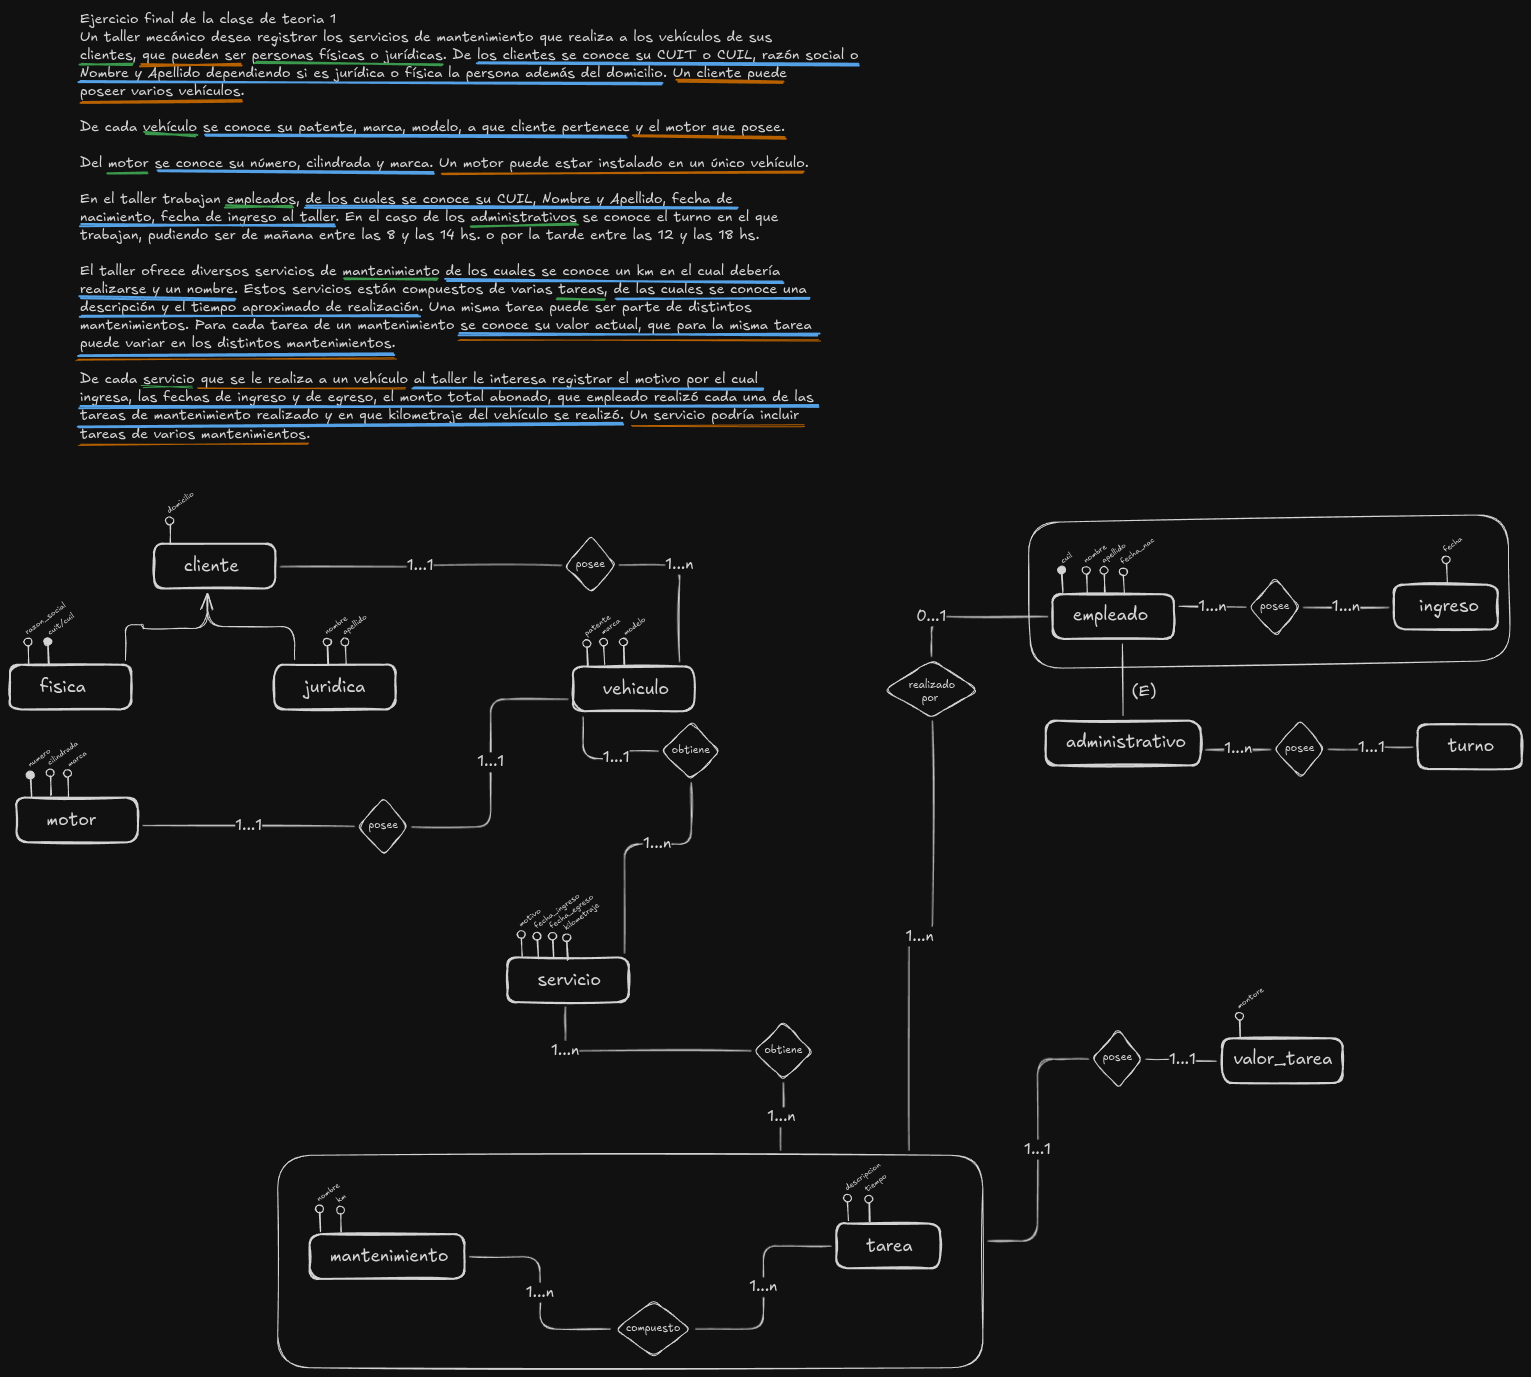 Ejercicio final de la clase de teoria 1
Un taller mecánico desea registrar los servicios de mantenimiento que realiza a los vehículos de sus
clientes, que pueden ser personas físicas o jurídicas. De los clientes se conoce su CUIT o CUIL, razón social o
Nombre y Apellido dependiendo si es jurídica o física la persona además del domicilio. Un cliente puede
poseer varios vehículos.
De cada vehículo se conoce su patente, marca, modelo, a que cliente pertenece y el motor que posee.
Del motor se conoce su número, cilindrada y marca. Un motor puede estar instalado en un único vehículo.
En el taller trabajan empleados, de los cuales se conoce su CUIL, Nombre y Apellido, fecha de
nacimiento, fecha de ingreso al taller. En el caso de los administrativos se conoce el turno en el que
trabajan, pudiendo ser de mañana entre las 8 y las 14 hs. o por la tarde entre las 12 y las 18 hs.
El taller ofrece diversos servicios de mantenimiento de los cuales se conoce un km en el cual debería
realizarse y un nombre. Estos servicios están compuestos de varias tareas, de las cuales se conoce una
descripción y el tiempo aproximado de realización. Una misma tarea puede ser parte de distintos
mantenimientos. Para cada tarea de un mantenimiento se conoce su valor actual, que para la misma tarea
puede variar en los distintos mantenimientos.
De cada servicio que se le realiza a un vehículo al taller le interesa registrar el motivo por el cual
ingresa, las fechas de ingreso y de egreso, el monto total abonado, que empleado realizó cada una de las
tareas de mantenimiento realizado y en que kilometraje del vehículo se realizó. Un servicio podría incluir
tareas de varios mantenimientos.
domicilio
cliente
1...1
posee
1...n
razon_social
cuit/cuil
fisica
nombre
apellido
juridica
patente
marca
modelo
vehiculo
cuil
nombre
apellido
fecha_nac
empleado
1...n
posee
1...n
fecha
ingreso
0...1
realizado
por
(E)
administrativo
1...n
posee
1...1
turno
1...1
obtiene
numero
cilindrada
marca
motor
1...1
posee
1...1
1...n
motivo
fecha_ingreso
fecha_egreso
kilometraje
servicio
1...n
1...n
obtiene
1...n
montore
valor_tarea
1...1
posee
1...1
nombre
km
mantenimiento
descripcion
tiempo
tarea
1...n
compuesto
1...n